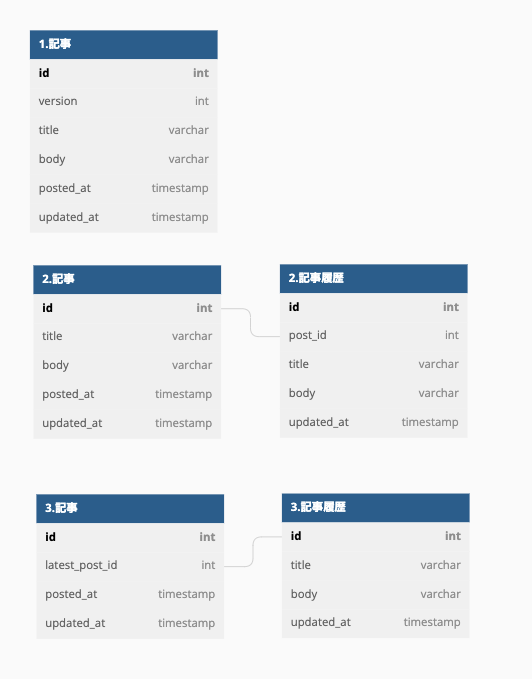 1.記事
id int
version int
title varchar
body varchar
posted_at timestamp
updated_at timestamp
2.記事
id int
title varchar
body varchar
posted_at timestamp
updated_at timestamp
2.記事履歴
id int
post_id int
title varchar
body varchar
updated_at timestamp
3.記事
id int
latest_post_id int
posted_at timestamp
updated_at timestamp
3.記事履歴
id int
title varchar
body varchar
updated_at timestamp